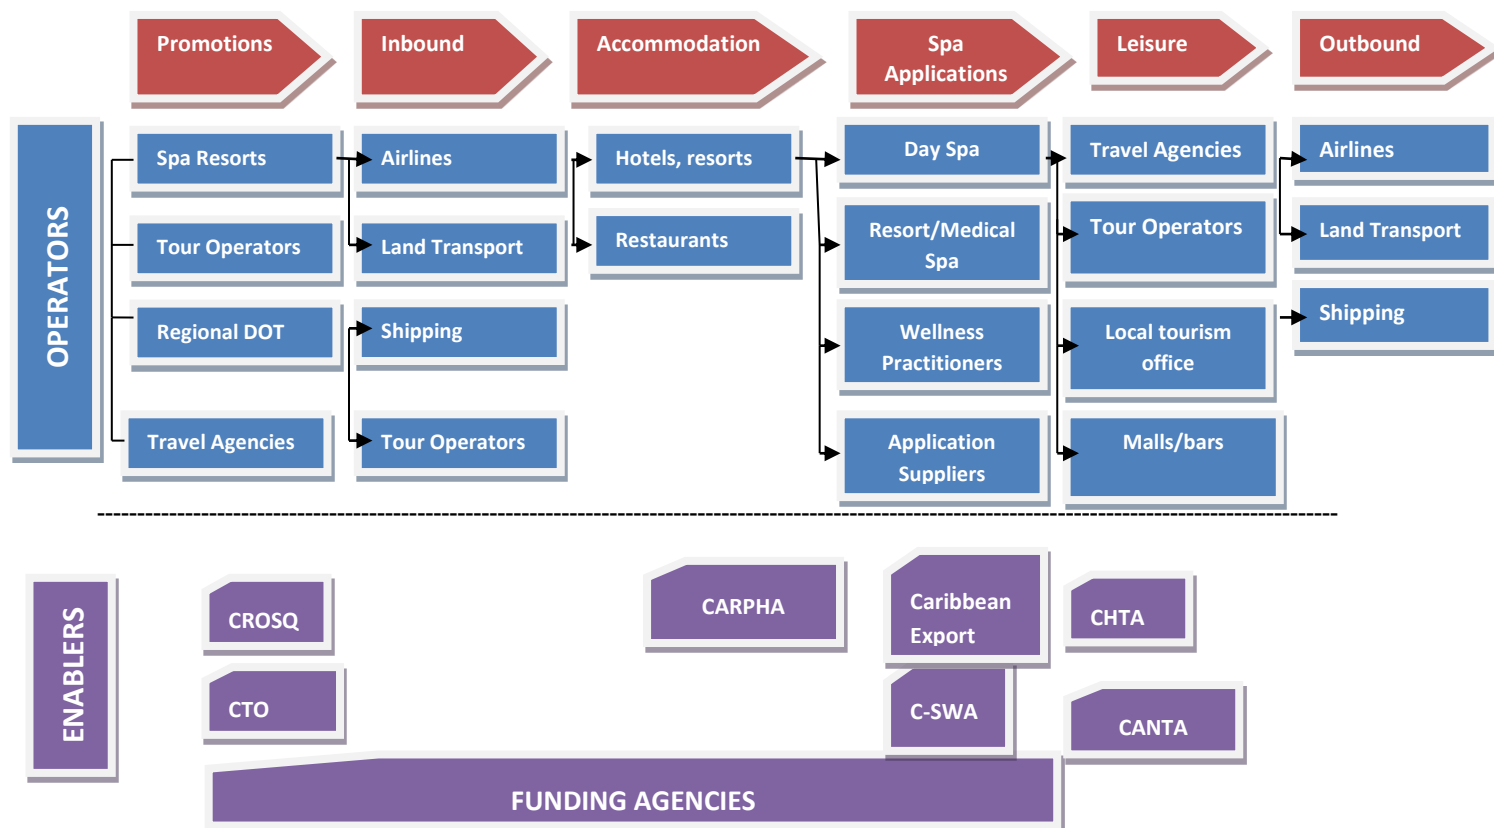 Promotions
Inbound
Accommodation
Spa
Applications
Leisure
Outbound
OPERATORS
Spa Resorts
Airlines
Hotels, resorts
Day Spa
Travel Agencies
Airlines
Tour Operators
Land Transport
Restaurants
Resort/Medical
Spa
Tour Operators
Land Transport
Regional DOT
Shipping
Wellness
Practitioners
Local tourism
office
Shipping
Travel Agencies
Tour Operators
Application
Suppliers
Malls/bars
ENABLERS
CROSQ
CARPHA
Caribbean
Export
CHTA
CTO
C-SWA
CANTA
FUNDING AGENCIES